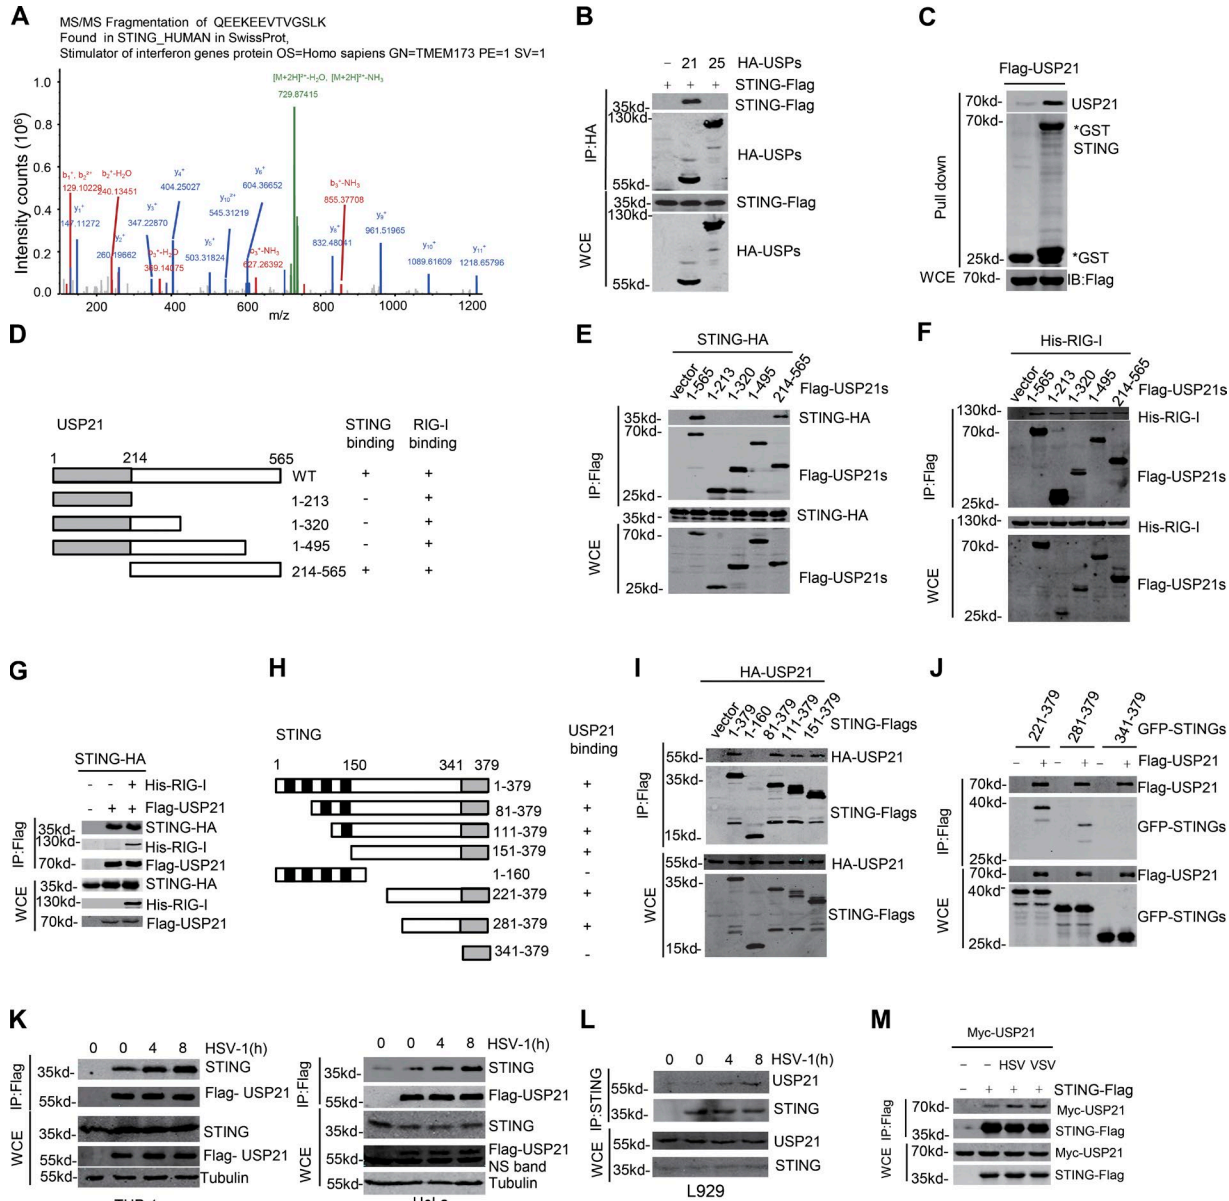 A
MS/MS Fragmentation of QEEKEEVTVGSLK
Found in STING_HUMAN in SwissProt,
Stimulator of interferon genes protein OS=Homo sapiens GN=TMEM173 PE=1 SV=1
[M+2H]²⁺-H₂O, [M+2H]²⁺-NH₃
729.87415
1.0
0.8
0.6
0.4
0.2
0.0
Intensity counts (10⁶)
b₂⁺-H₂O
240.13451
y₁⁺
147.11272
y₂⁺
260.19662
y₃⁺
347.22870
b₃⁺-H₂O
369.14075
y₄⁺
404.25027
y₅⁺
503.31824
y₁₀²⁺
545.31219
y₆⁺
604.36652
627.26392
y₈⁺
832.48041
855.37708
y₉⁺
961.51965
y₁₀⁺
1089.61609
y₁₁⁺
1218.65796
200 400 600 800 1000 1200
m/z
B
- 21 25 HA-USPs
+ + + STING-Flag
IP:HA
35kd- STING-Flag
130kd-
HA-USPs
55kd-
WCE
STING-Flag
130kd-
HA-USPs
55kd-
C
Flag-USP21
Pull down
70kd- USP21
70kd-
*GST
STING
25kd- *GST
WCE 70kd- IB:Flag
D
USP21
STING binding
RIG-I binding
1 214 565
WT + +
1-213 - +
1-320 - +
1-495 - +
214-565 + +
E
STING-HA
vector 1-565 1-213 1-320 1-495 214-565 Flag-USP21s
IP:Flag
35kd- STING-HA
70kd-
Flag-USP21s
25kd-
WCE
35kd- STING-HA
70kd-
Flag-USP21s
25kd-
F
His-RIG-I
vector 1-565 1-213 1-320 1-495 214-565 Flag-USP21s
IP:Flag
130kd- His-RIG-I
70kd-
Flag-USP21s
25kd-
WCE
130kd- His-RIG-I
70kd-
Flag-USP21s
25kd-
G
STING-HA
- - + His-RIG-I
- + + Flag-USP21
IP:Flag
35kd- STING-HA
130kd- His-RIG-I
70kd- Flag-USP21
WCE
35kd- STING-HA
130kd- His-RIG-I
70kd- Flag-USP21
H
STING
USP21 binding
1 150 341 379
1-379 +
81-379 +
111-379 +
151-379 +
1-160 -
221-379 +
281-379 +
341-379 -
I
HA-USP21
vector 1-379 1-160 81-379 111-379 151-379 STING-Flags
IP:Flag
55kd- HA-USP21
35kd-
STING-Flags
15kd-
WCE
55kd- HA-USP21
35kd-
STING-Flags
15kd-
J
221-379 281-379 341-379 GFP-STINGs
- + - + - + Flag-USP21
IP:Flag
70kd- Flag-USP21
40kd-
GFP-STINGs
25kd-
WCE
70kd- Flag-USP21
40kd-
GFP-STINGs
25kd-
K
0 0 4 8 HSV-1(h)
IP:Flag
35kd- STING
55kd- Flag- USP21
WCE
35kd- STING
55kd- Flag- USP21
55kd- Tubulin
0 0 4 8 HSV-1(h)
IP:Flag
35kd- STING
55kd- Flag-USP21
WCE
35kd- STING
55kd- Flag-USP21
NS band
55kd- Tubulin
L
0 0 4 8 HSV-1(h)
IP:STING
55kd- USP21
35kd- STING
WCE
55kd- USP21
35kd- STING
L929
M
Myc-USP21
- - HSV VSV
- + + + STING-Flag
IP:Flag
70kd- Myc-USP21
STING-Flag
WCE
70kd- Myc-USP21
35kd- STING-Flag